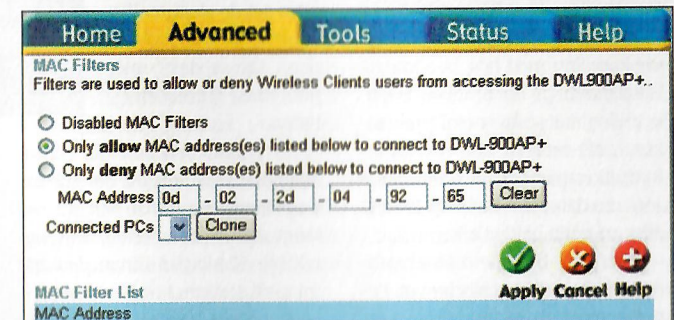 Home Advanced Tools Status Help
MAC Filters
Filters are used to allow or deny Wireless Clients users from accessing the DWL900AP+..
Disabled MAC Filters
Only allow MAC address(es) listed below to connect to DWL-900AP+
Only deny MAC address(es) listed below to connect to DWL-900AP+
MAC Address 0d - 02 - 2d - 04 - 92 - 65 Clear
Connected PCs Clone
Apply Cancel Help
MAC Filter List
MAC Address